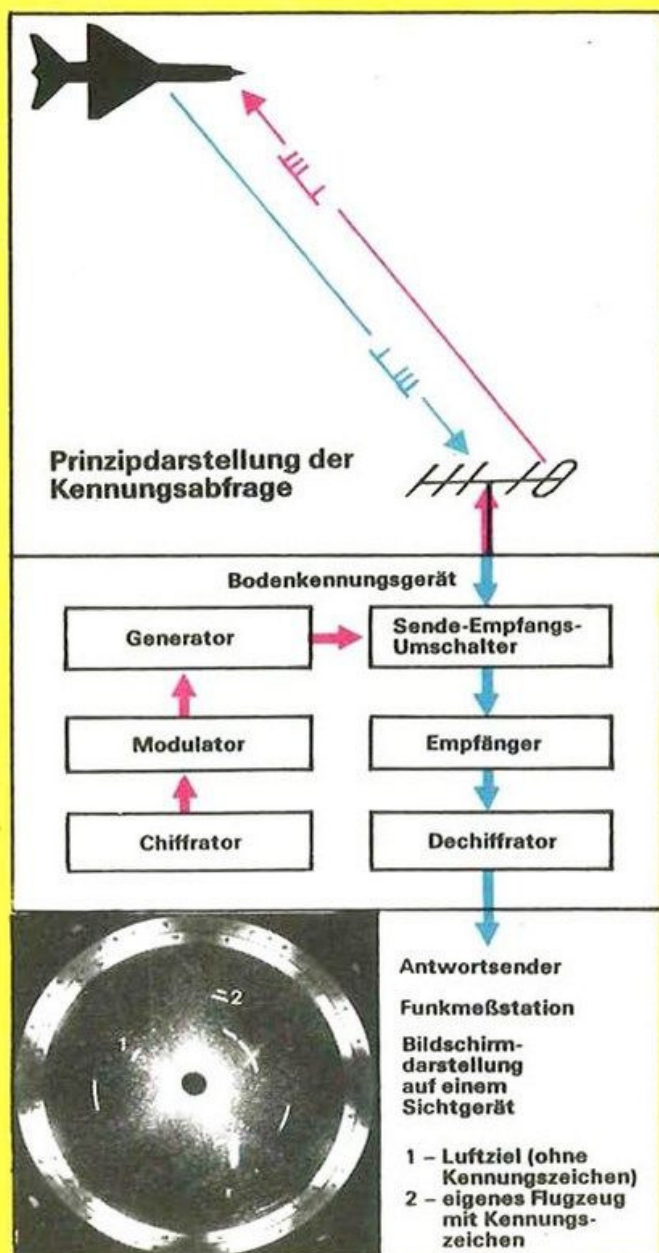 Prinzipdarstellung der
Kennungsabfrage
Bodenkennungsgerät
Generator
Sende-Empfangs-
Umschalter
Modulator
Empfänger
Chiffrator
Dechiffrator
1
2
Antwortsender
Funkmeßstation
Bildschirm-
darstellung
auf einem
Sichtgerät
1 – Luftziel (ohne
Kennungszeichen)
2 – eigenes Flugzeug
mit Kennungs-
zeichen